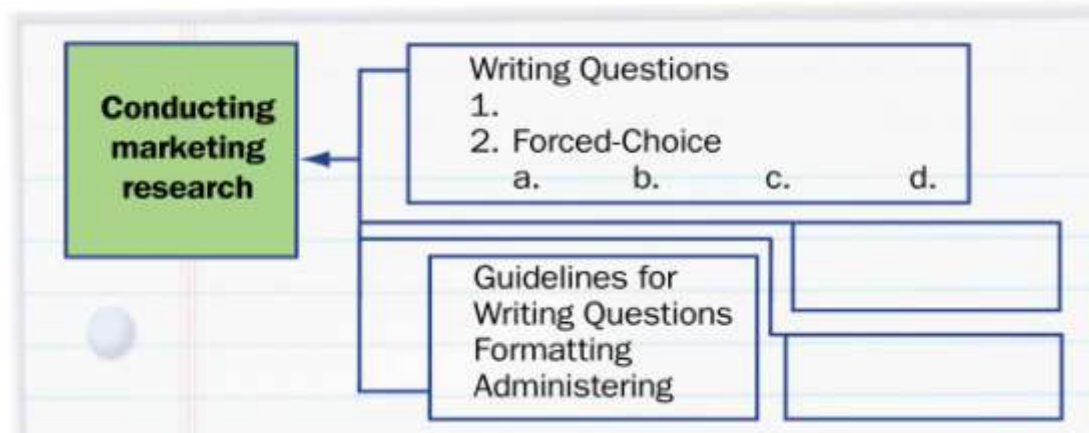 Conducting
marketing
research
Writing Questions
1.
2. Forced-Choice
a. b. c. d.
Guidelines for
Writing Questions
Formatting
Administering